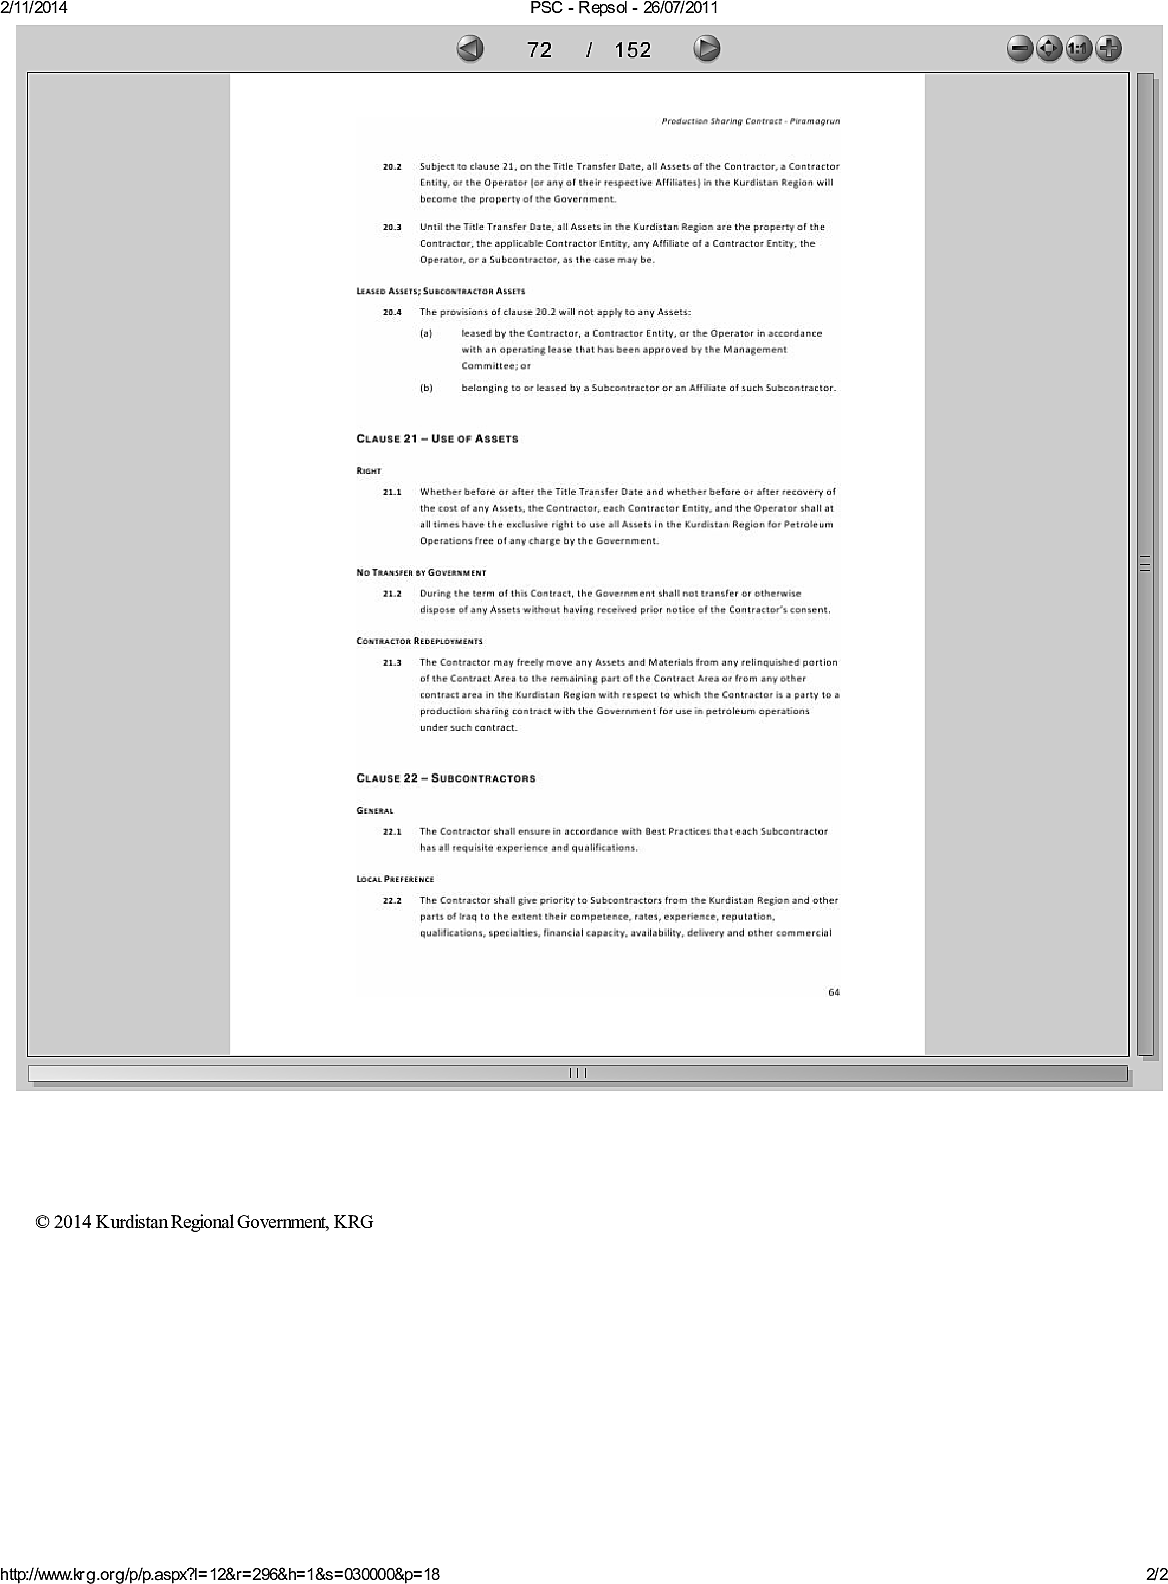 2/11/2014
PSC - Repsol - 26/07/2011
72 / 152
1:1
Production Sharing Contract - Piramagrun
20.2 Subject to clause 21, on the Title Transfer Date, all Assets of the Contractor, a Contractor
Entity, or the Operator (or any of their respective Affiliates) in the Kurdistan Region will
become the property of the Government.
20.3 Until the Title Transfer Date, all Assets in the Kurdistan Region are the property of the
Contractor, the applicable Contractor Entity, any Affiliate of a Contractor Entity, the
Operator, or a Subcontractor, as the case may be.
LEASED ASSETS; SUBCONTRACTOR ASSETS
20.4 The provisions of clause 20.2 will not apply to any Assets:
(a) leased by the Contractor, a Contractor Entity, or the Operator in accordance
with an operating lease that has been approved by the Management
Committee; or
(b) belonging to or leased by a Subcontractor or an Affiliate of such Subcontractor.
CLAUSE 21 – USE OF ASSETS
RIGHT
21.1 Whether before or after the Title Transfer Date and whether before or after recovery of
the cost of any Assets, the Contractor, each Contractor Entity, and the Operator shall at
all times have the exclusive right to use all Assets in the Kurdistan Region for Petroleum
Operations free of any charge by the Government.
NO TRANSFER BY GOVERNMENT
21.2 During the term of this Contract, the Government shall not transfer or otherwise
dispose of any Assets without having received prior notice of the Contractor's consent.
CONTRACTOR REDEPLOYMENTS
21.3 The Contractor may freely move any Assets and Materials from any relinquished portion
of the Contract Area to the remaining part of the Contract Area or from any other
contract area in the Kurdistan Region with respect to which the Contractor is a party to a
production sharing contract with the Government for use in petroleum operations
under such contract.
CLAUSE 22 – SUBCONTRACTORS
GENERAL
22.1 The Contractor shall ensure in accordance with Best Practices that each Subcontractor
has all requisite experience and qualifications.
LOCAL PREFERENCE
22.2 The Contractor shall give priority to Subcontractors from the Kurdistan Region and other
parts of Iraq to the extent their competence, rates, experience, reputation,
qualifications, specialties, financial capacity, availability, delivery and other commercial
64
© 2014 Kurdistan Regional Government, KRG
http://www.krg.org/p/p.aspx?l=12&r=296&h=1&s=030000&p=18
2/2